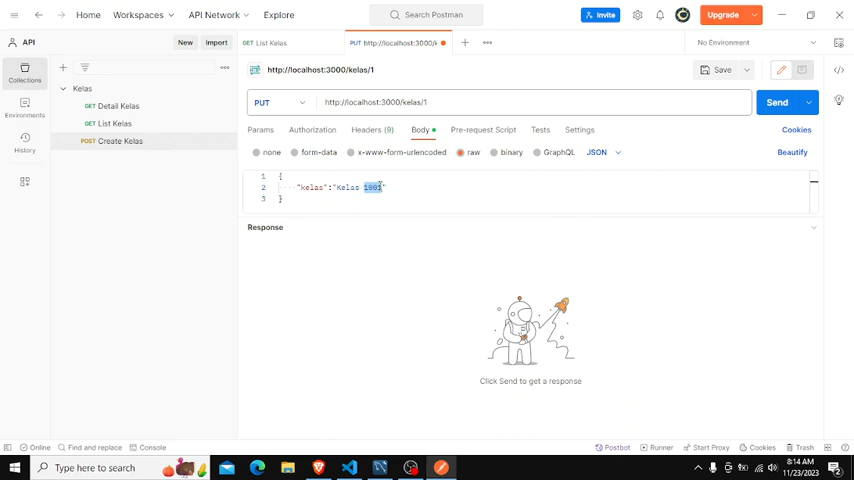 Home Workspaces API Network Explore Search Postman Invite Upgrade
API New Import GET List Kelas PUT http://localhost:3000/k No Environment
Collections
Environments
History
Kelas
GET Detail Kelas
GET List Kelas
POST Create Kelas
http://localhost:3000/kelas/1 Save
PUT http://localhost:3000/kelas/1 Send
Params Authorization Headers (9) Body Pre-request Script Tests Settings Cookies
none form-data x-www-form-urlencoded raw binary GraphQL JSON Beautify
1 {
2 "kelas":"Kelas 1001"
3 }
Response
Click Send to get a response
Online Find and replace Console Postbot Runner Start Proxy Cookies Trash
Type here to search
8:14 AM
11/23/2023
2